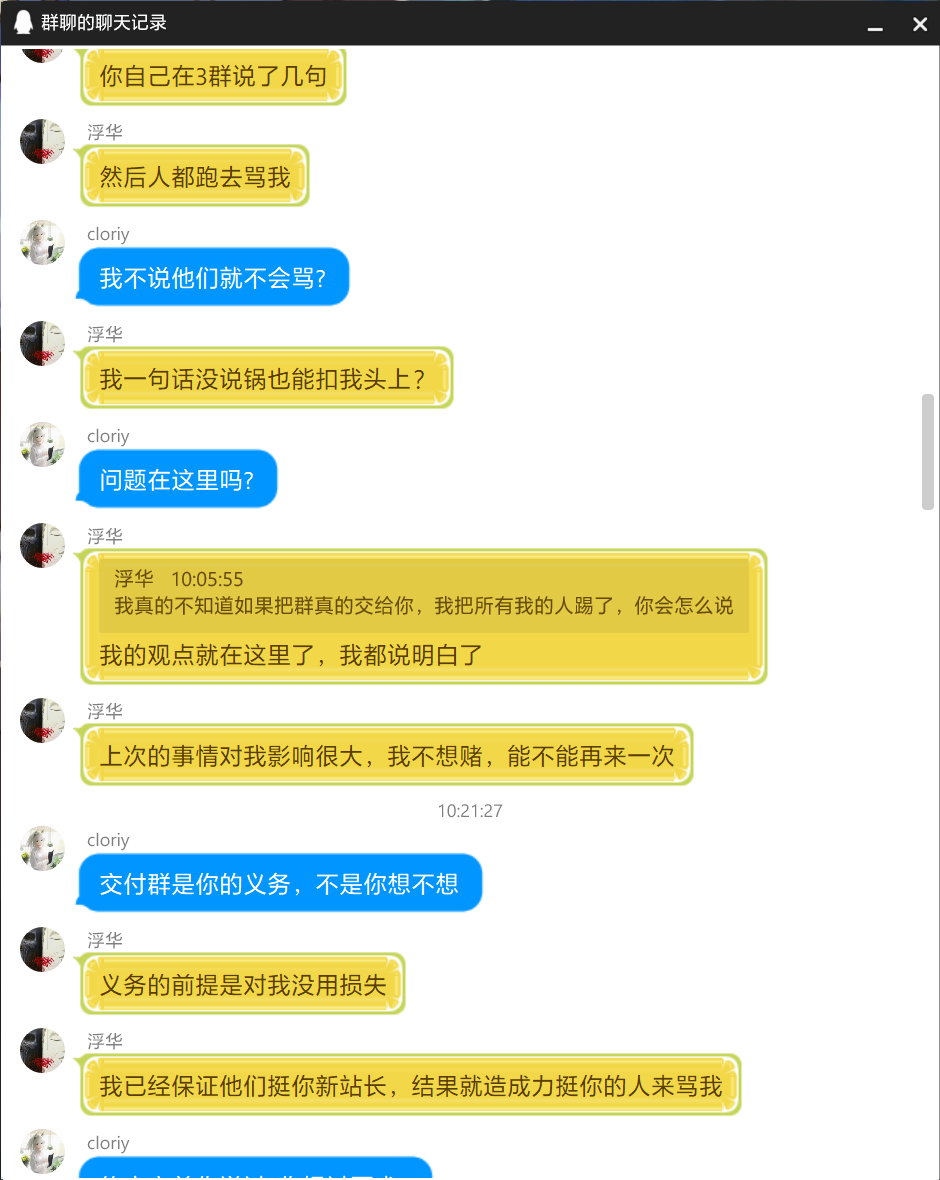 群聊的聊天记录
你自己在3群说了几句
浮华
然后人都跑去骂我
cloriy
我不说他们就不会骂?
浮华
我一句话没说锅也能扣我头上？
cloriy
问题在这里吗?
浮华
浮华 10:05:55
我真的不知道如果把群真的交给你，我把所有我的人踢了，你会怎么说
我的观点就在这里了，我都说明白了
浮华
上次的事情对我影响很大，我不想赌，能不能再来一次
10:21:27
cloriy
交付群是你的义务，不是你想不想
浮华
义务的前提是对我没用损失
浮华
我已经保证他们挺你新站长，结果就造成力挺你的人来骂我
cloriy